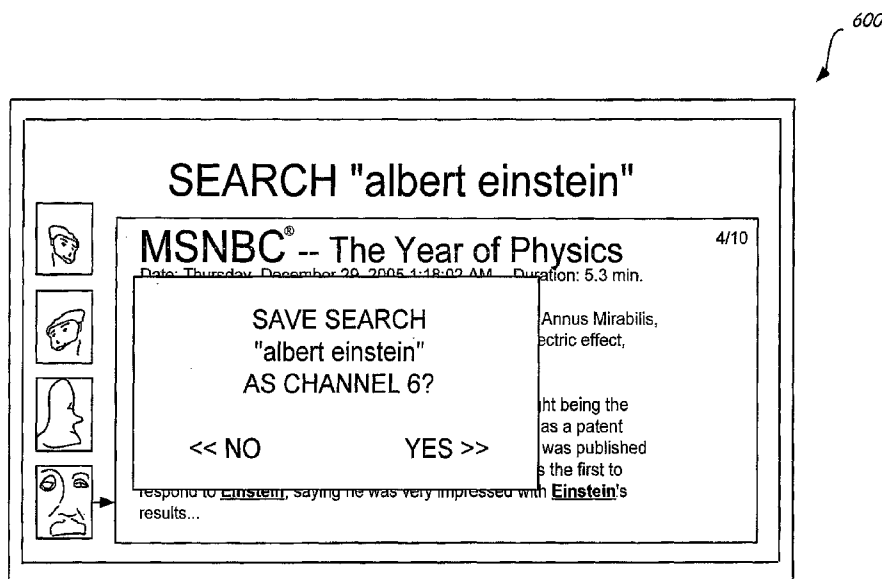 600
SEARCH "albert einstein"
MSNBC® -- The Year of Physics
4/10
Date: Thursday, December 29, 2005 1:18:02 AM Duration: 5.3 min.
SAVE SEARCH
"albert einstein"
AS CHANNEL 6?
<< NO YES >>
Annus Mirabilis,
ectric effect,
ht being the
as a patent
was published
s the first to
respond to Einstein, saying he was very impressed with Einstein's
results...